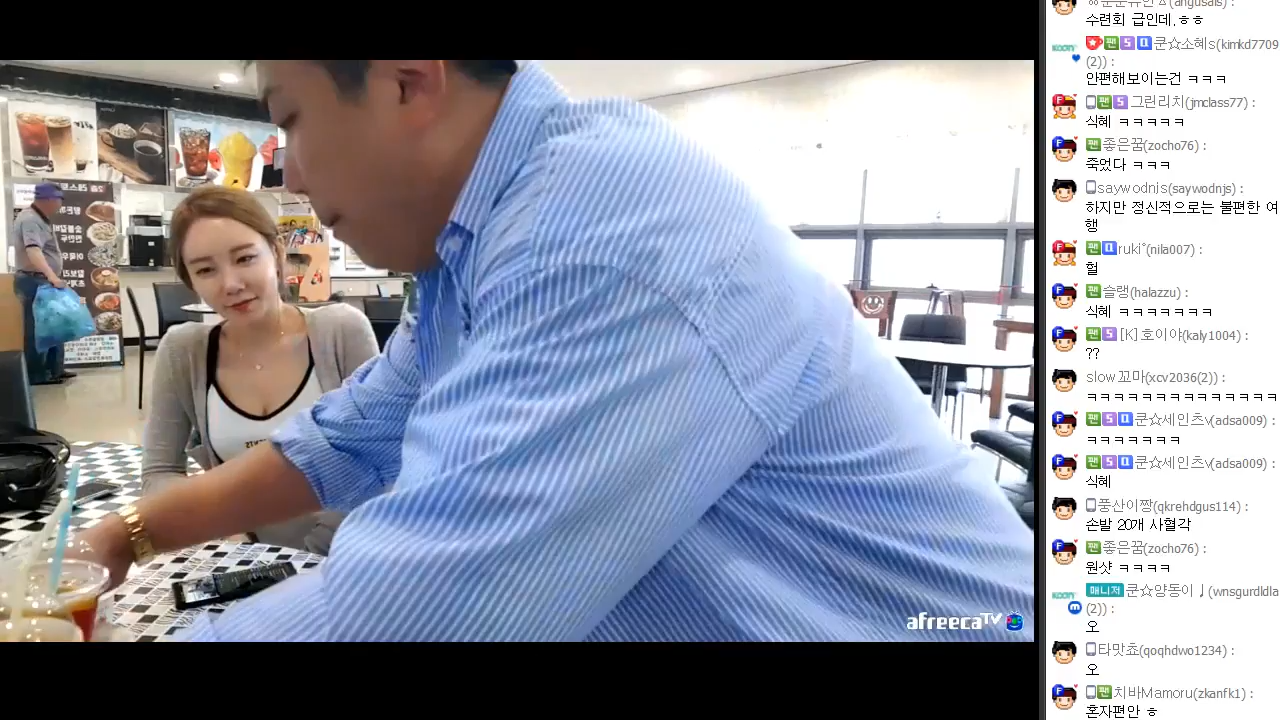 afreecaTV
수련회 급인데,ㅎㅎ
쿤☆소혜s(kimkd7709
(2)) :
안편해보이는건 ㅋㅋㅋ
그린리치(jmclass77) :
식혜 ㅋㅋㅋㅋㅋ
좋은꿈(zocho76) :
죽었다 ㅋㅋㅋ
saywodnjs(saywodnjs) :
하지만 정신적으로는 불편한 여
행
ruki˚(nila007) :
헐
슬랭(halazzu) :
식혜 ㅋㅋㅋㅋㅋㅋ
[K]호이야(kaly1004) :
??
slow꼬마(xcv2036(2)) :
ㅋㅋㅋㅋㅋㅋㅋㅋㅋㅋㅋㅋㅋㅋ
쿤☆세인츠v(adsa009) :
ㅋㅋㅋㅋㅋㅋㅋ
쿤☆세인츠v(adsa009) :
식혜
풍산이짱(qkrehdgus114) :
손발 20개 사혈각
좋은꿈(zocho76) :
원샷 ㅋㅋㅋㅋ
매니저 쿤☆양동이♩(wnsgurdldla
(2)) :
오
타맛쵸(qoqhdwo1234) :
오
치바Mamoru(zkanfk1) :
혼자편안 ㅎ